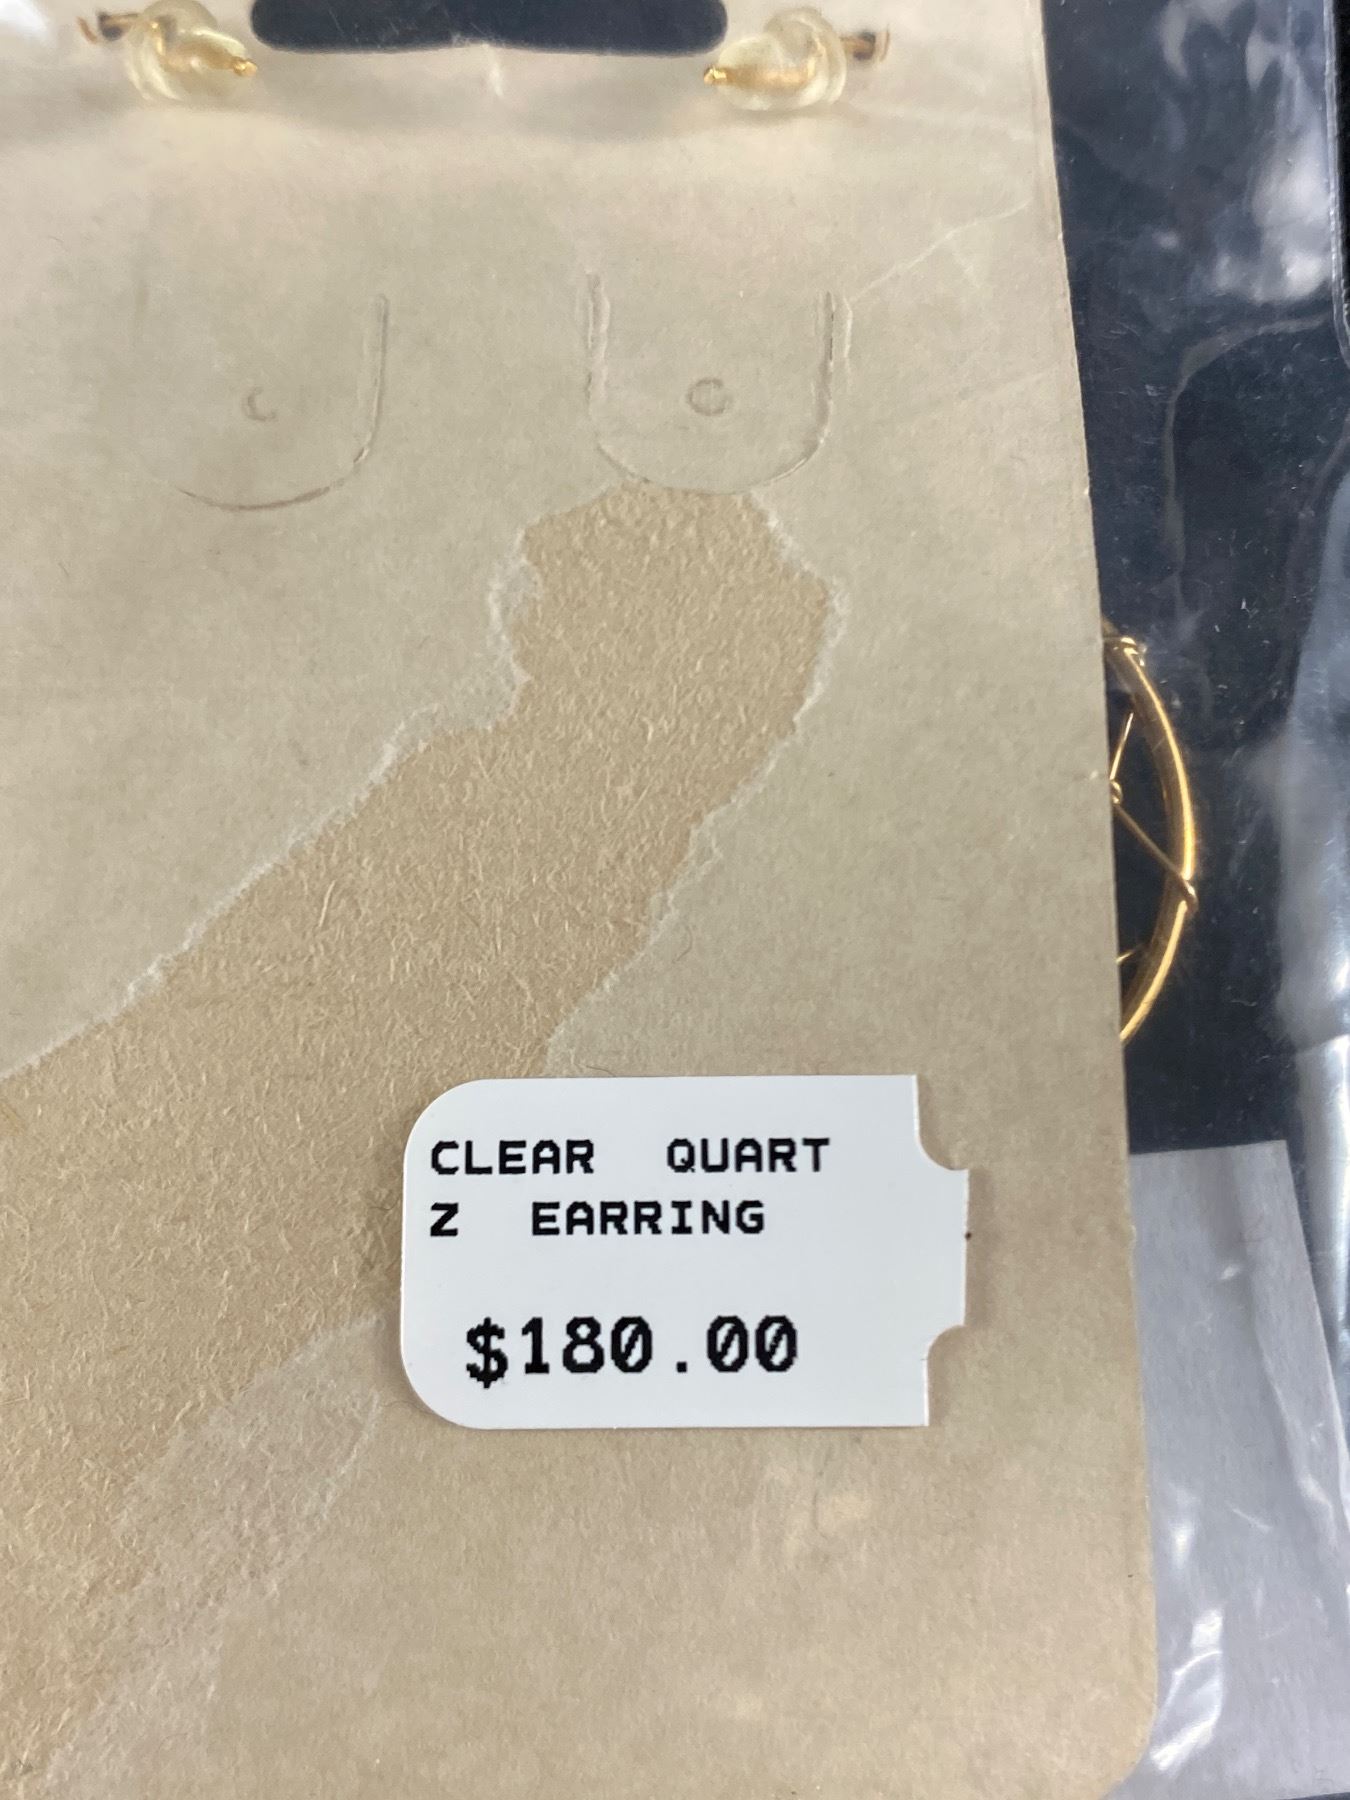 CLEAR QUART
Z EARRING
$180.00